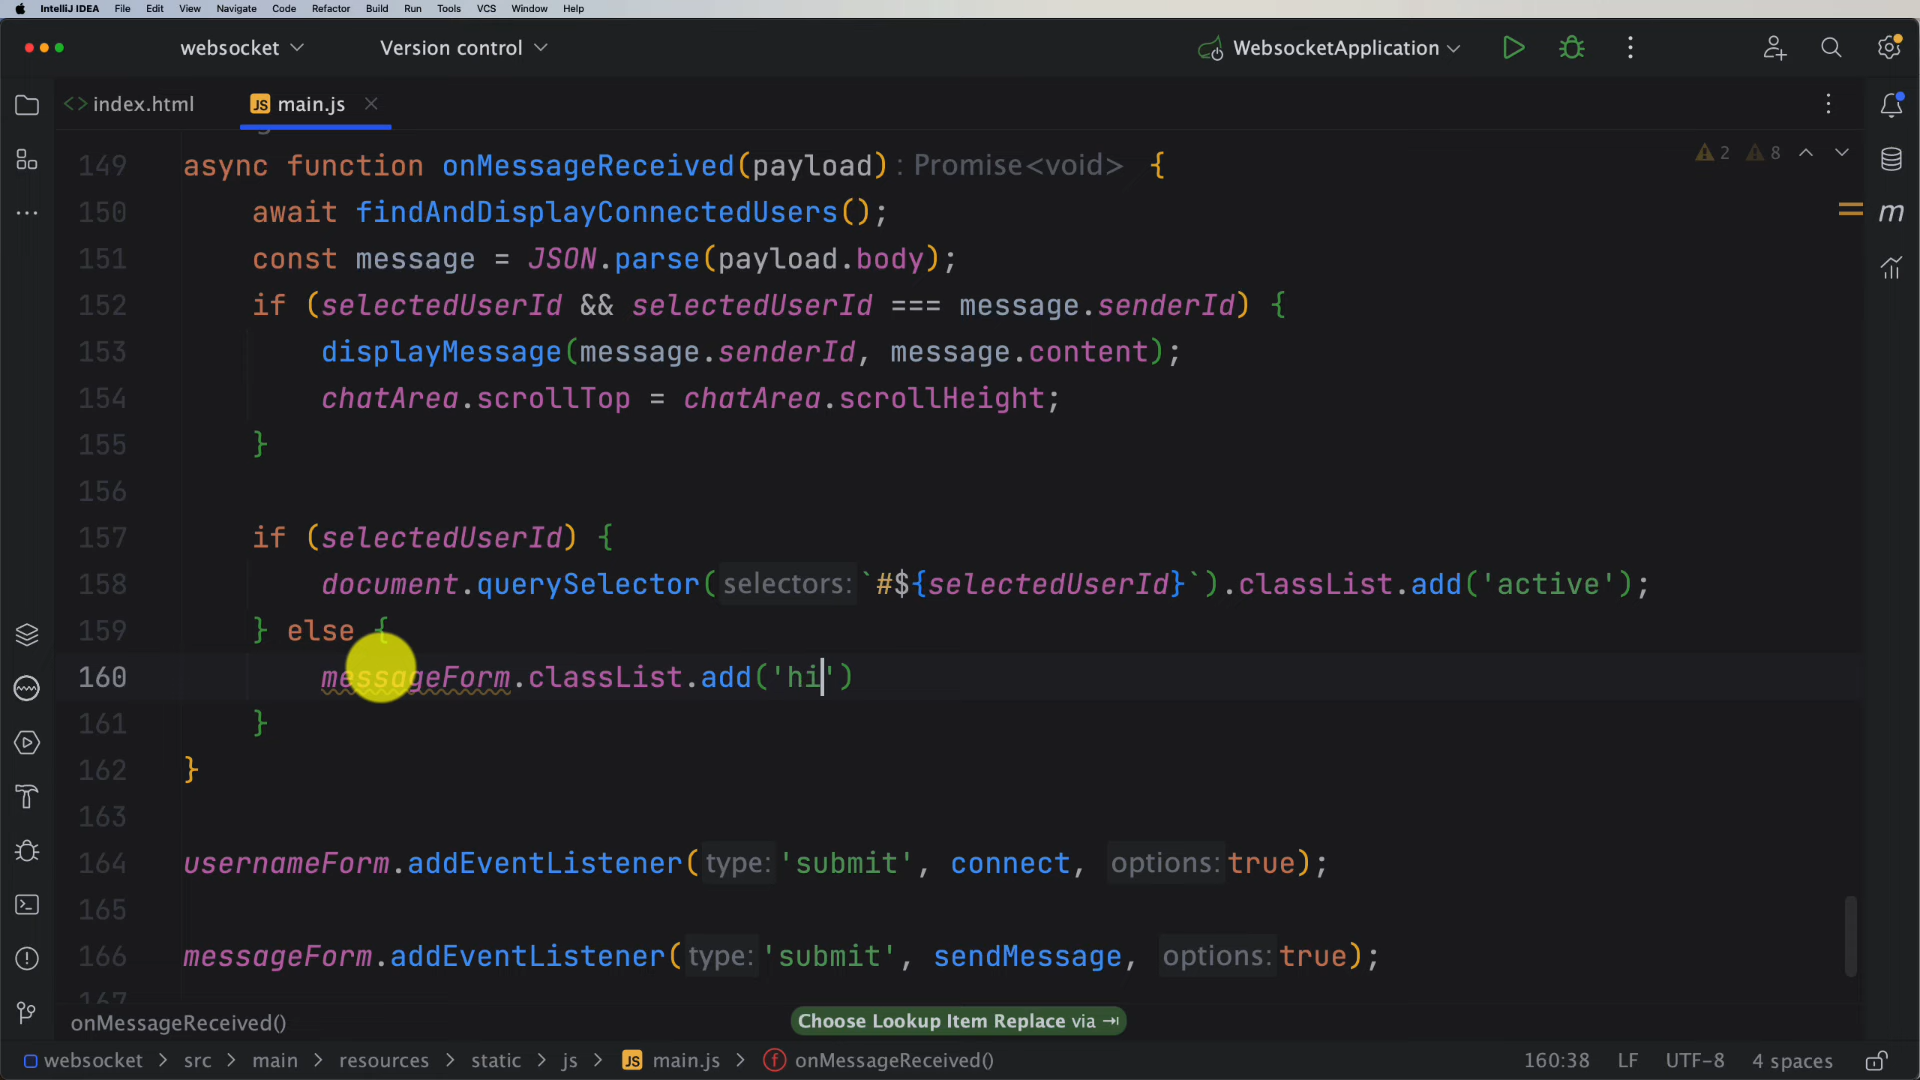 IntelliJ IDEA File Edit View Navigate Code Refactor Build Run Tools VCS Window Help
websocket Version control WebsocketApplication
index.html JS main.js
2 8
149 async function onMessageReceived(payload) : Promise<void> {
150 await findAndDisplayConnectedUsers();
151 const message = JSON.parse(payload.body);
152 if (selectedUserId && selectedUserId === message.senderId) {
153 displayMessage(message.senderId, message.content);
154 chatArea.scrollTop = chatArea.scrollHeight;
155 }
156
157 if (selectedUserId) {
158 document.querySelector( selectors: `#${selectedUserId}`).classList.add('active');
159 } else {
160 messageForm.classList.add('hi')
161 }
162 }
163
164 usernameForm.addEventListener( type: 'submit', connect, options: true);
165
166 messageForm.addEventListener( type: 'submit', sendMessage, options: true);
167
onMessageReceived() Choose Lookup Item Replace via ⇥
websocket > src > main > resources > static > js > JS main.js > f onMessageReceived() 160:38 LF UTF-8 4 spaces